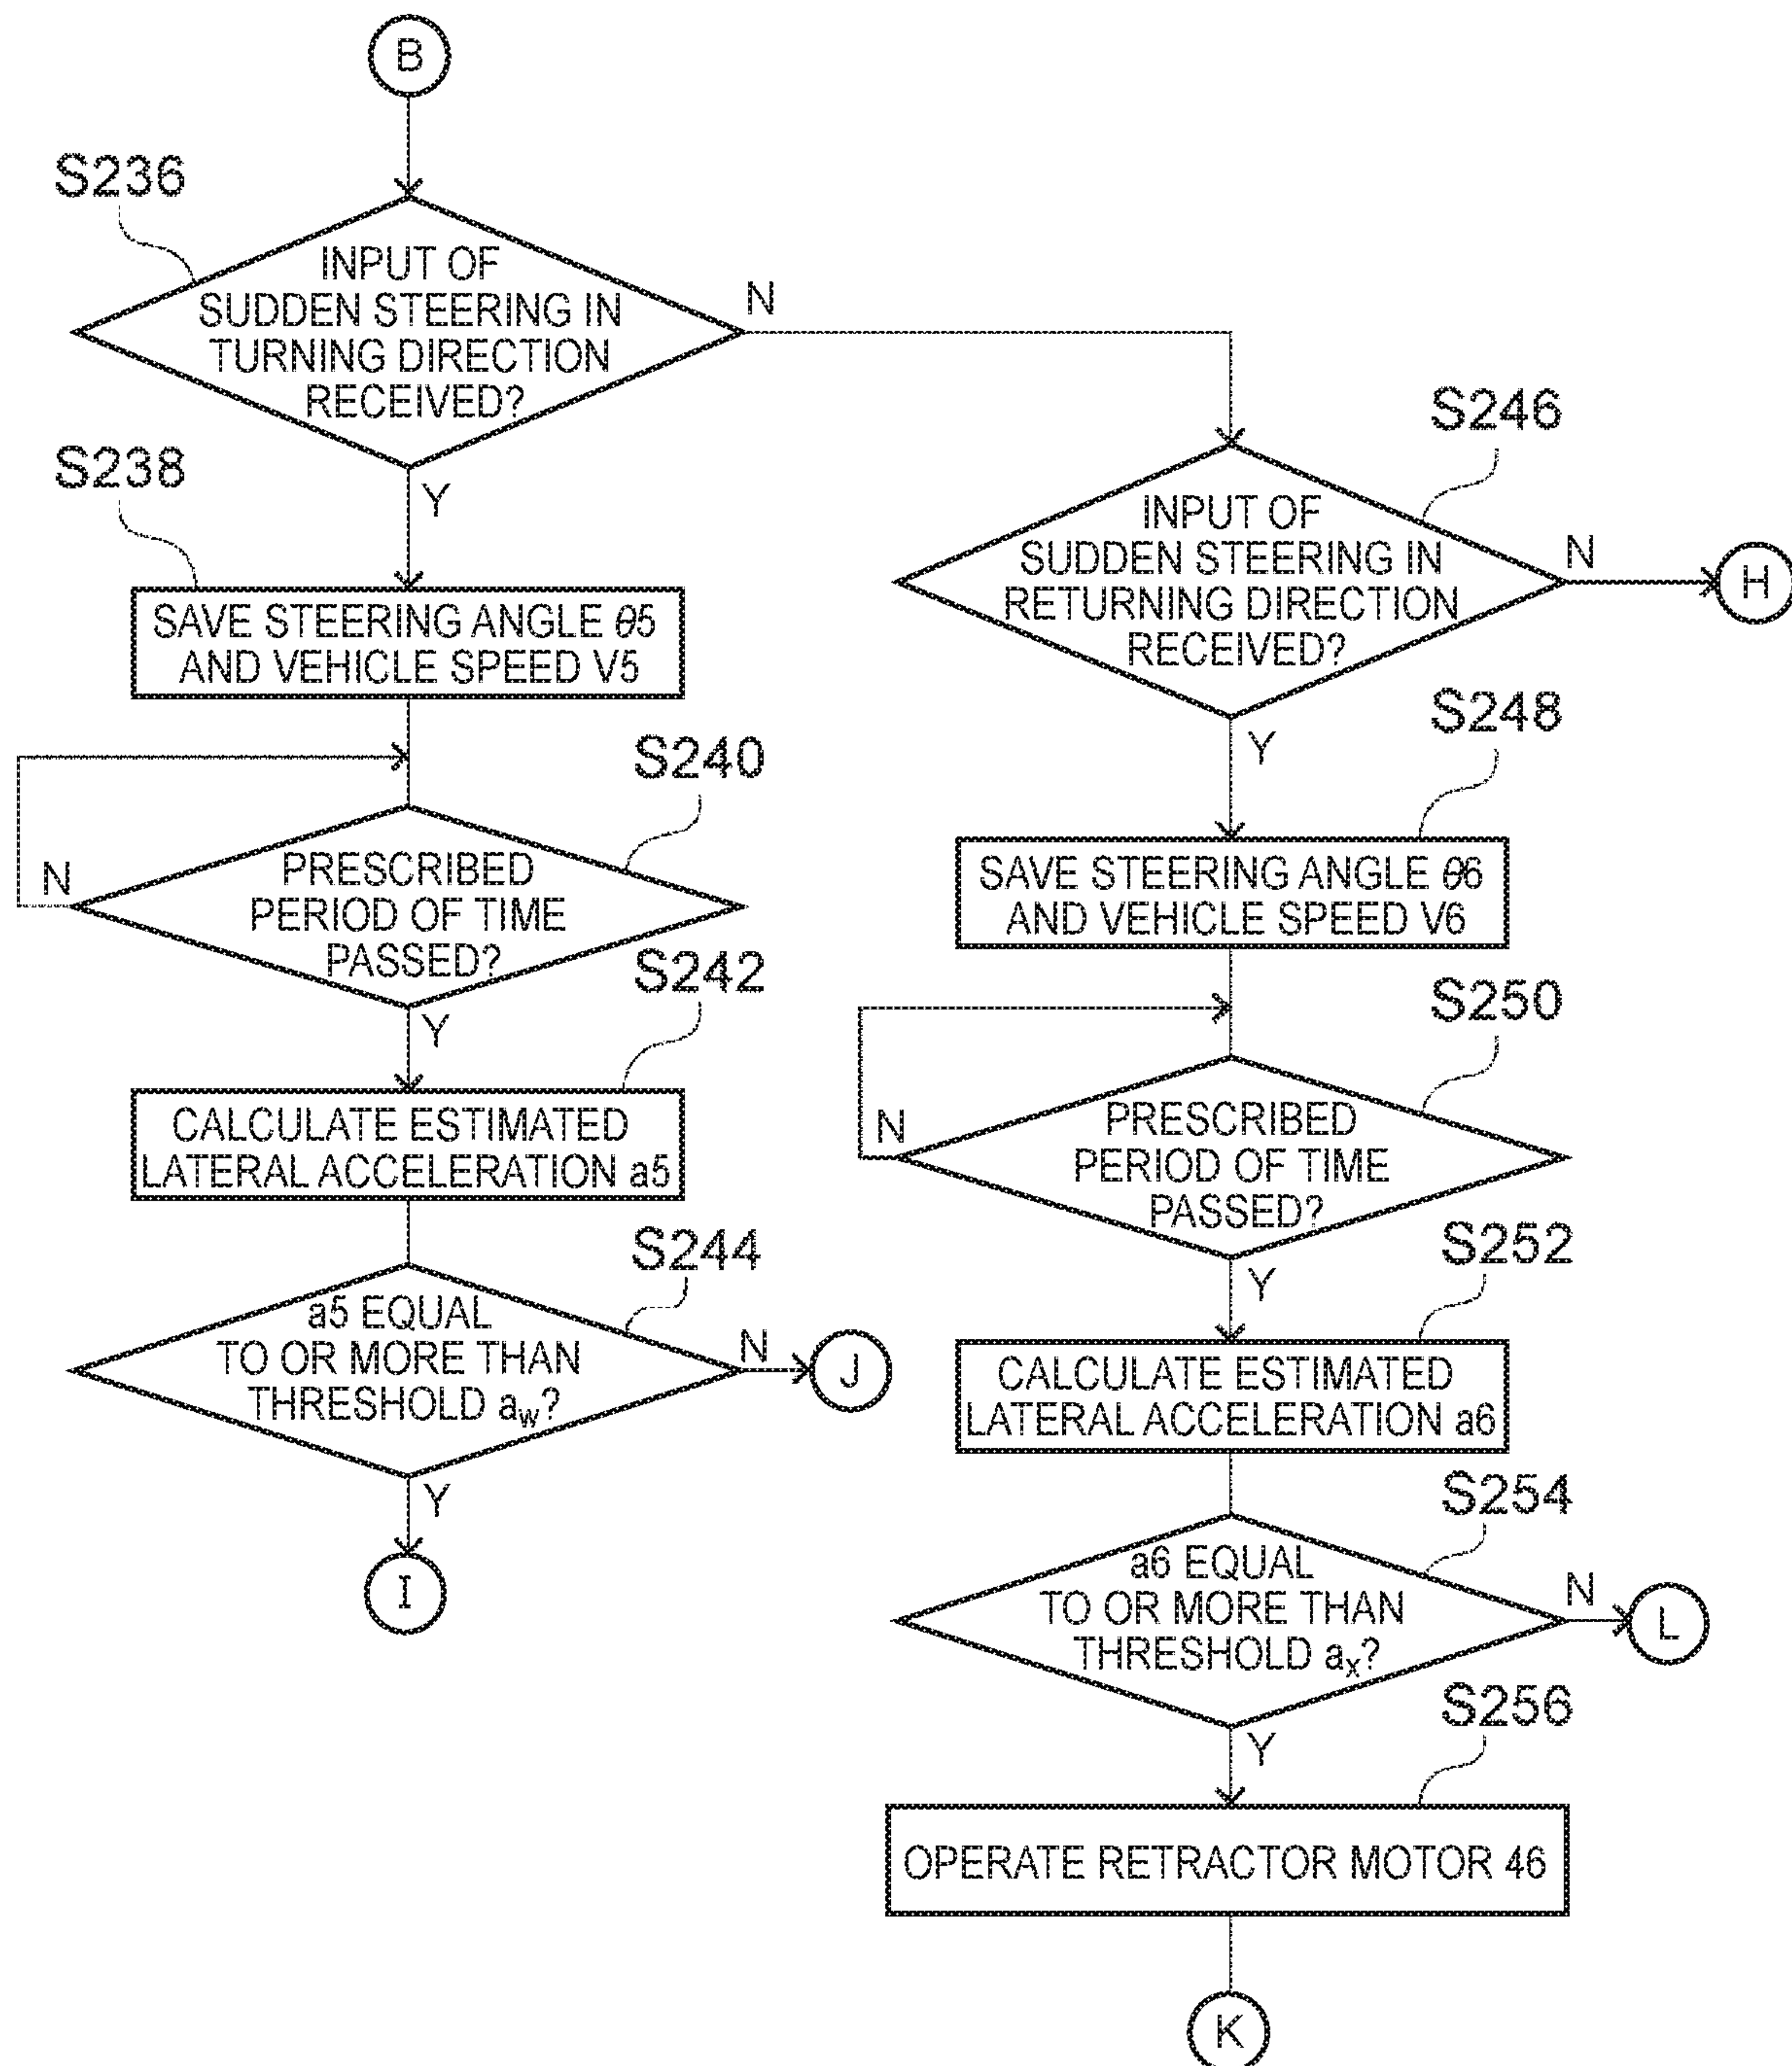 B
S236
INPUT OF
SUDDEN STEERING IN
TURNING DIRECTION
RECEIVED?
N
Y
S238
SAVE STEERING ANGLE θ5
AND VEHICLE SPEED V5
S240
PRESCRIBED
PERIOD OF TIME
PASSED?
N
Y
S242
CALCULATE ESTIMATED
LATERAL ACCELERATION a5
S244
a5 EQUAL
TO OR MORE THAN
THRESHOLD aw?
N
J
Y
I
S246
INPUT OF
SUDDEN STEERING IN
RETURNING DIRECTION
RECEIVED?
N
H
Y
S248
SAVE STEERING ANGLE θ6
AND VEHICLE SPEED V6
S250
PRESCRIBED
PERIOD OF TIME
PASSED?
N
Y
S252
CALCULATE ESTIMATED
LATERAL ACCELERATION a6
S254
a6 EQUAL
TO OR MORE THAN
THRESHOLD ax?
N
L
Y
S256
OPERATE RETRACTOR MOTOR 46
K